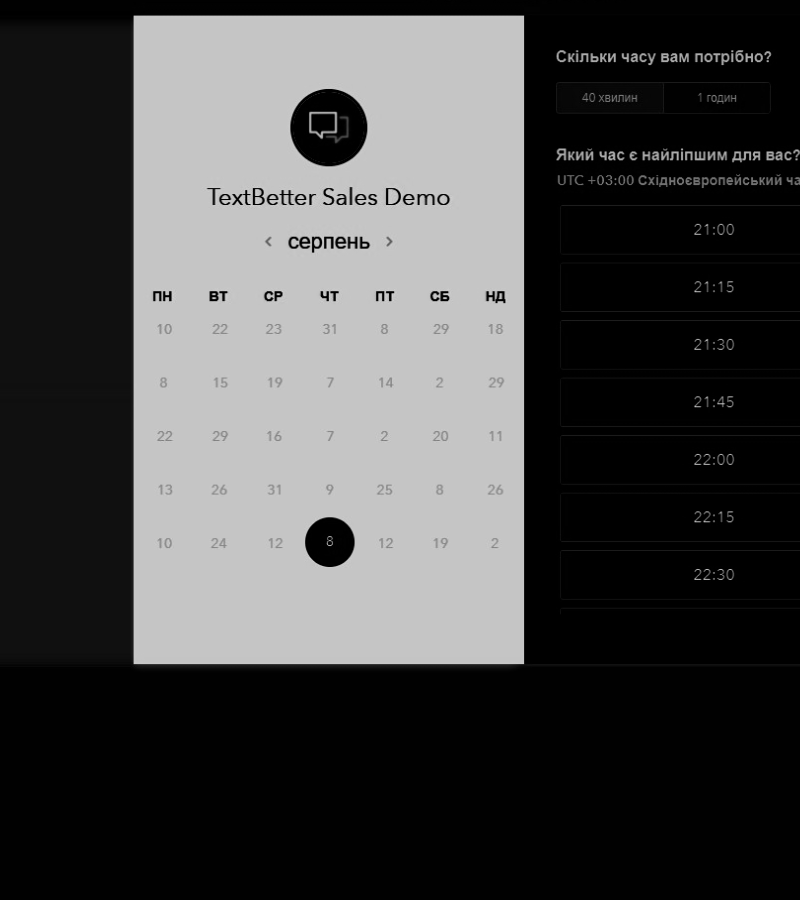 TextBetter Sales Demo
серпень
ПН ВТ СР ЧТ ПТ СБ НД
10 22 23 31 8 29 18
8 15 19 7 14 2 29
22 29 16 7 2 20 11
13 26 31 9 25 8 26
10 24 12 8 12 19 2
Скільки часу вам потрібно?
40 хвилин 1 годин
Який час є найліпшим для вас?
UTC +03:00 Східноєвропейський
21:00
21:15
21:30
21:45
22:00
22:15
22:30